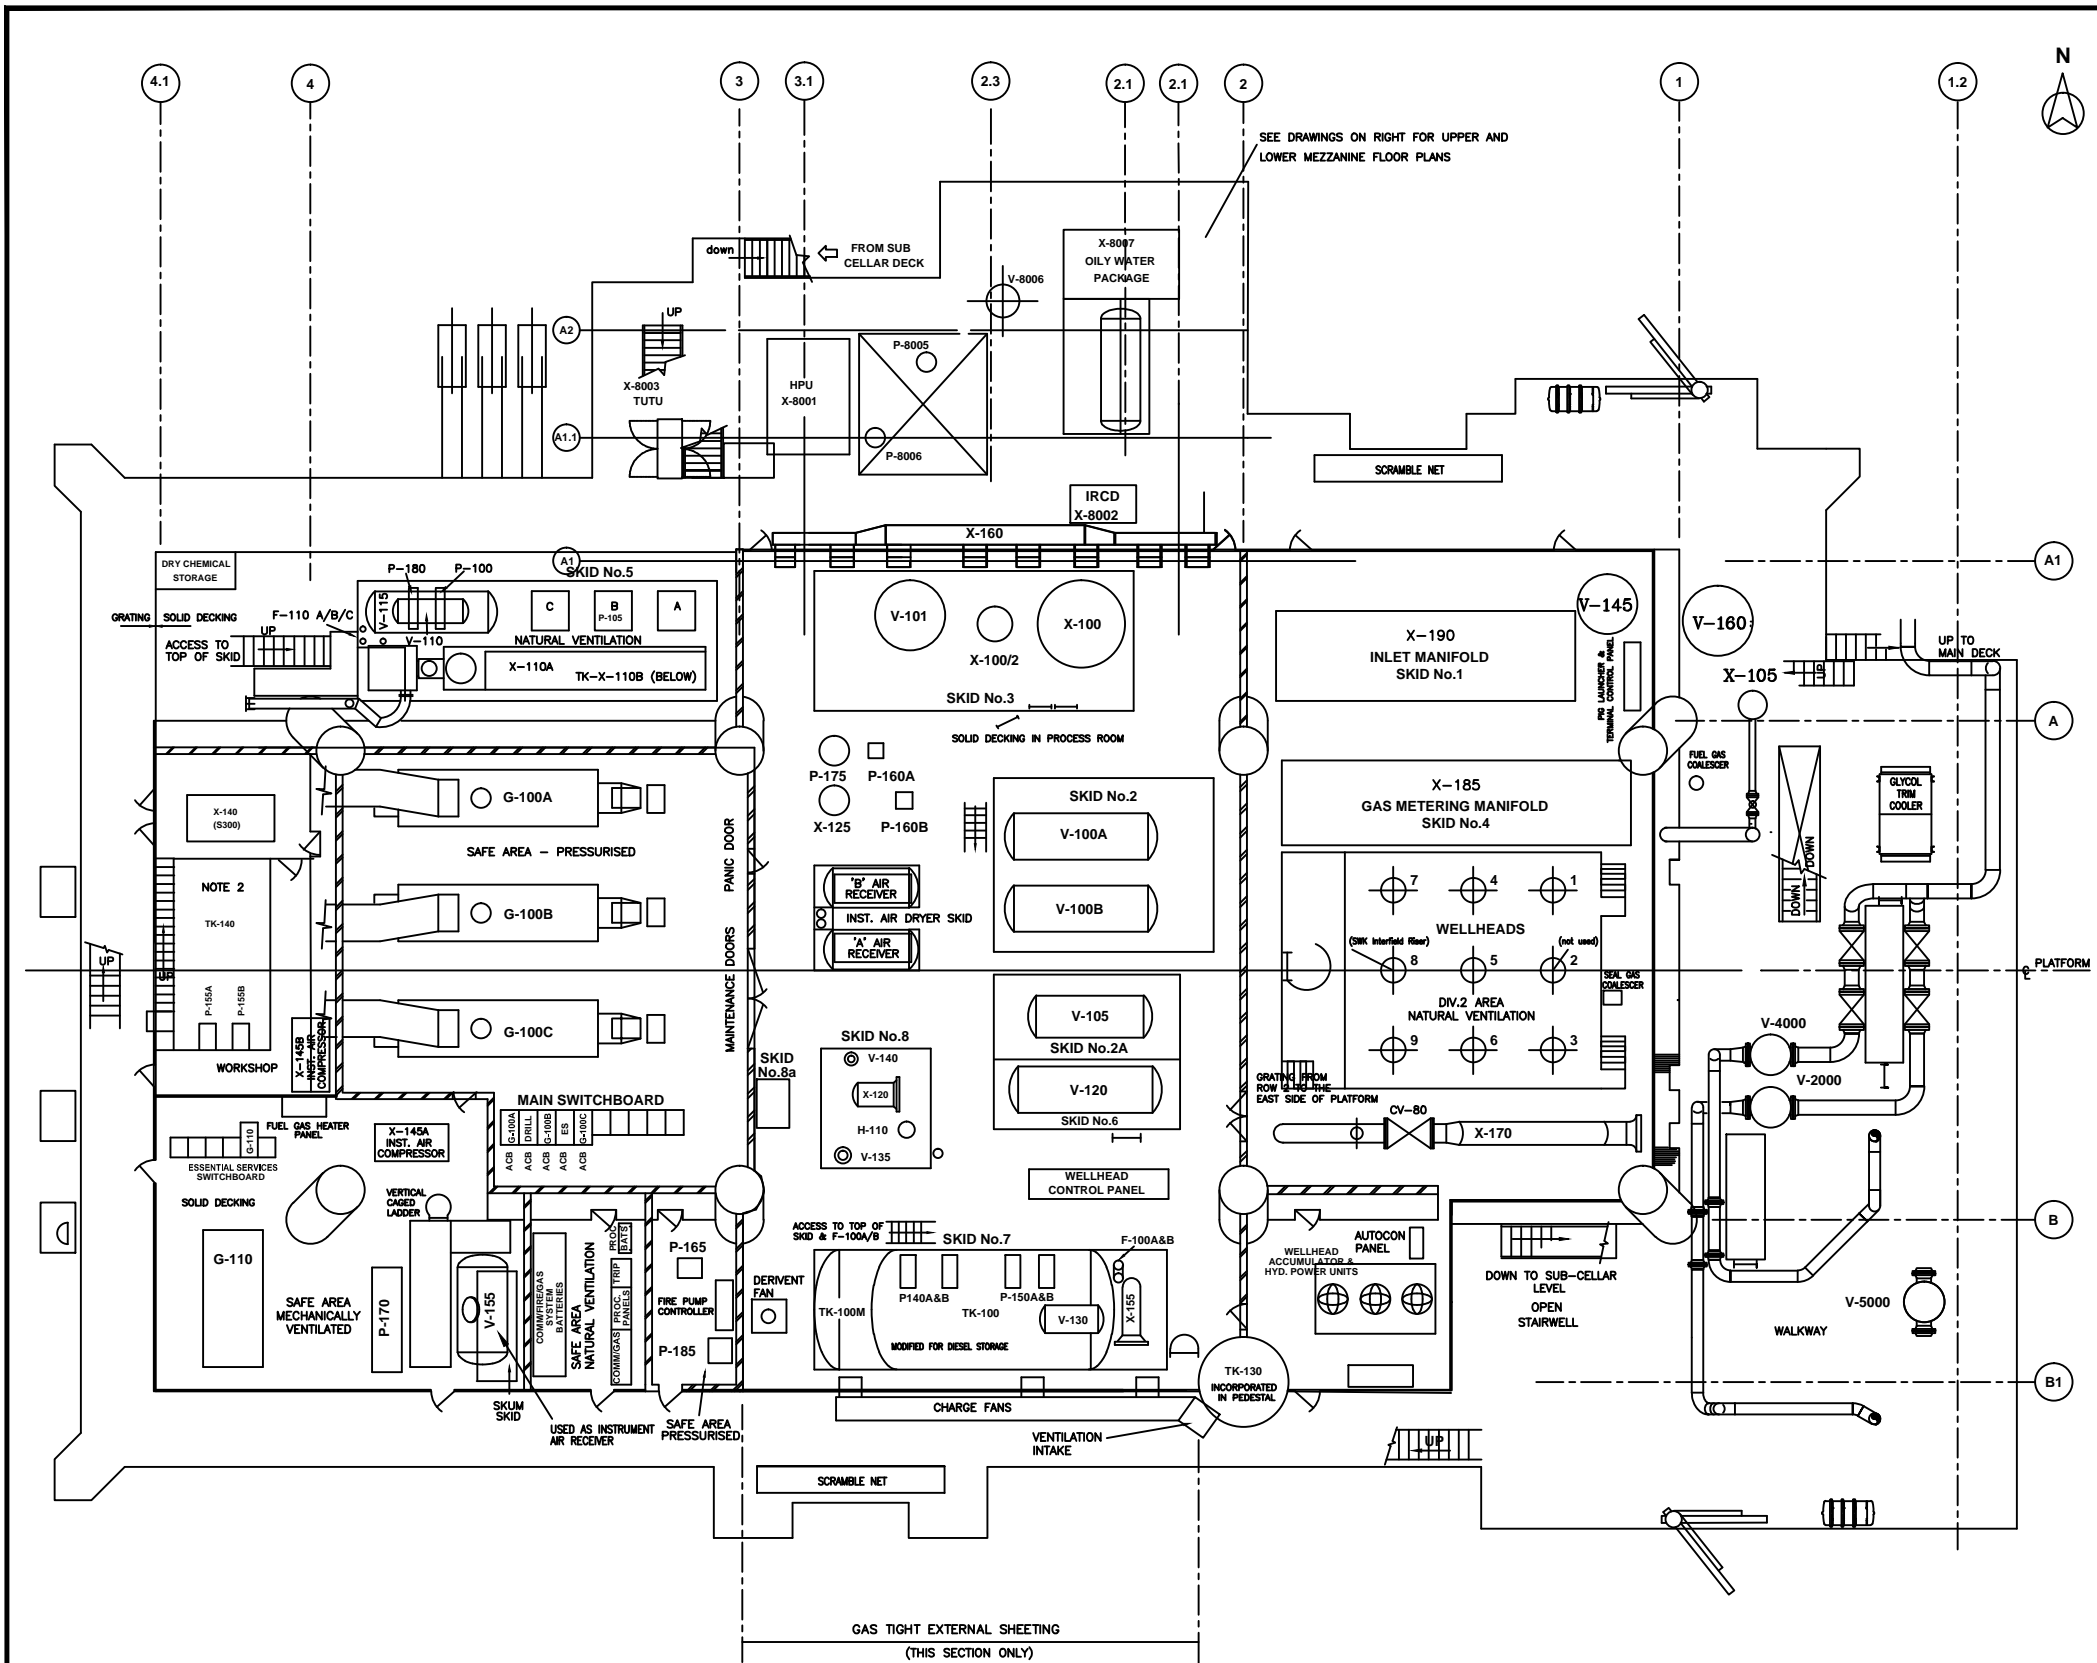 N
4.1
4
3
3.1
2.3
2.1
2.1
2
1
1.2
SEE DRAWINGS ON RIGHT FOR UPPER AND
LOWER MEZZANINE FLOOR PLANS
down
FROM SUB
CELLAR DECK
X-8007
OILY WATER
PACKAGE
V-8006
UP
A2
P-8005
X-8003
TUTU
HPU
X-8001
A1.1
P-8006
SCRAMBLE NET
IRCD
X-8002
X-160
DRY CHEMICAL
STORAGE
A1
A1
P-180
P-100
SKID No.5
V-115
C
B
P-105
A
F-110 A/B/C
GRATING
SOLID DECKING
UP
ACCESS TO
TOP OF SKID
V-110
NATURAL VENTILATION
X-110A
TK-X-110B (BELOW)
V-101
X-100/2
X-100
SKID No.3
SOLID DECKING IN PROCESS ROOM
X-190
INLET MANIFOLD
SKID No.1
V-145
V-160
PIG LAUNCHER &
TERMINAL CONTROL PANEL
UP TO
MAIN DECK
UP
X-105
A
P-175
P-160A
X-125
P-160B
SKID No.2
V-100A
V-100B
X-185
GAS METERING MANIFOLD
SKID No.4
FUEL GAS
COALESCER
GLYCOL
TRIM
COOLER
DOWN
DOWN
X-140
(S300)
G-100A
SAFE AREA - PRESSURISED
PANIC DOOR
G-100B
MAINTENANCE DOORS
G-100C
NOTE 2
TK-140
UP
UP
P-155A
P-155B
WORKSHOP
X-145B
INST. AIR
COMPRESSOR
'B' AIR
RECEIVER
INST. AIR DRYER SKID
'A' AIR
RECEIVER
7
4
1
WELLHEADS
(SWK Interfield Riser)
(not used)
8
5
2
SEAL GAS
COALESCER
DIV.2 AREA
NATURAL VENTILATION
9
6
3
℄ PLATFORM
V-4000
V-2000
V-105
SKID No.2A
V-120
SKID No.6
SKID No.8
V-140
X-120
H-110
V-135
SKID
No.8a
GRATING FROM
ROW 2 TO THE
EAST SIDE OF PLATFORM
CV-80
X-170
MAIN SWITCHBOARD
G-100A
DRILL
G-100B
ES
G-100C
ACB
ACB
ACB
ACB
ACB
FUEL GAS HEATER
PANEL
X-145A
INST. AIR
COMPRESSOR
G-110
ESSENTIAL SERVICES
SWITCHBOARD
SOLID DECKING
VERTICAL
CAGED
LADDER
WELLHEAD
CONTROL PANEL
ACCESS TO TOP OF
SKID & F-100A/B
SKID No.7
F-100A&B
P140A&B
P-150A&B
TK-100M
TK-100
V-130
X-155
MODIFIED FOR DIESEL STORAGE
DERIVENT
FAN
P-165
FIRE PUMP
CONTROLLER
P-185
G-110
SAFE AREA
MECHANICALLY
VENTILATED
P-170
V-155
COMM/FIRE/GAS
SYSTEM
BATTERIES
SAFE AREA
NATURAL VENTILATION
PROC
BATS
COMM/GAS
PROC. TRIP
PANELS
WELLHEAD
ACCUMULATOR &
HYD. POWER UNITS
AUTOCON
PANEL
DOWN TO SUB-CELLAR
LEVEL
OPEN
STAIRWELL
B
V-5000
WALKWAY
TK-130
INCORPORATED
IN PEDESTAL
B1
SKUM
SKID
USED AS INSTRUMENT
AIR RECEIVER
SAFE AREA
PRESSURISED
CHARGE FANS
VENTILATION
INTAKE
UP
SCRAMBLE NET
GAS TIGHT EXTERNAL SHEETING
(THIS SECTION ONLY)